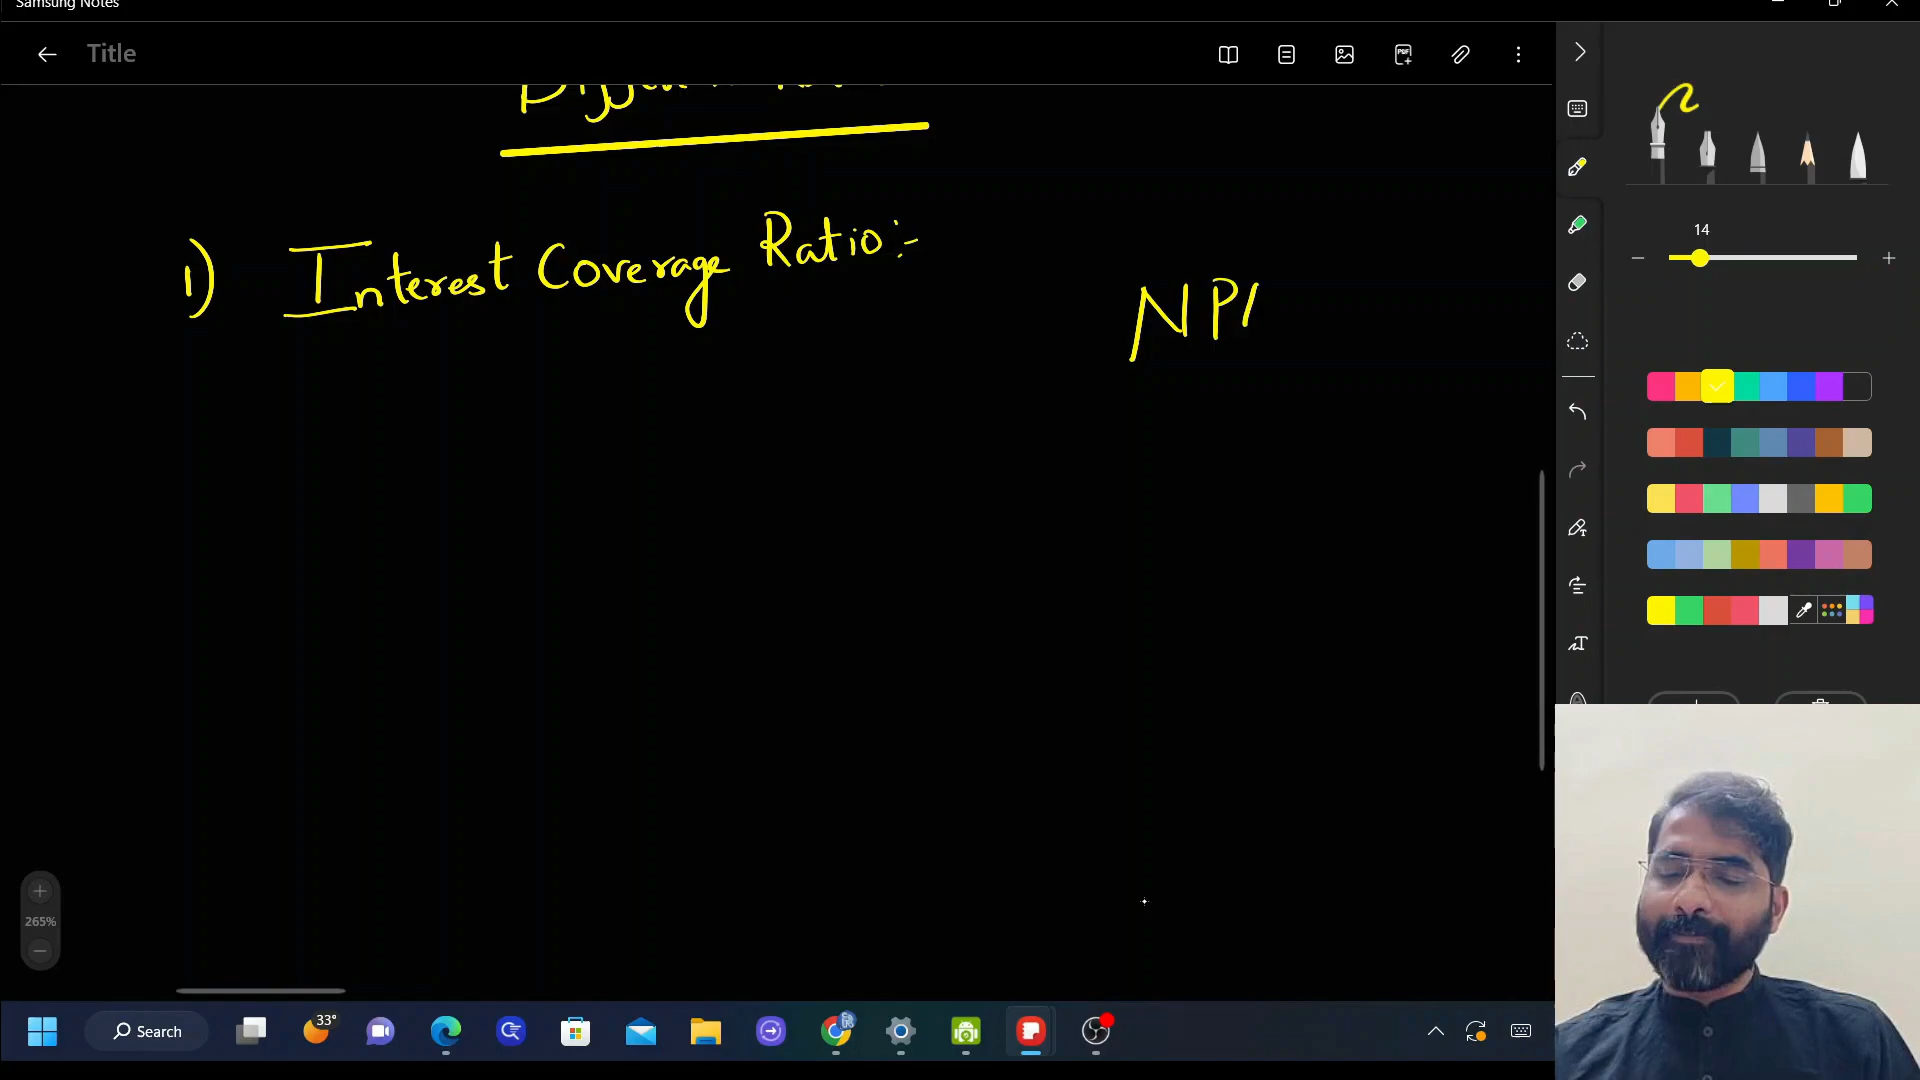 Samsung Notes
Title
1) Interest Coverage Ratio :-
NP
14
265%
33°
Search